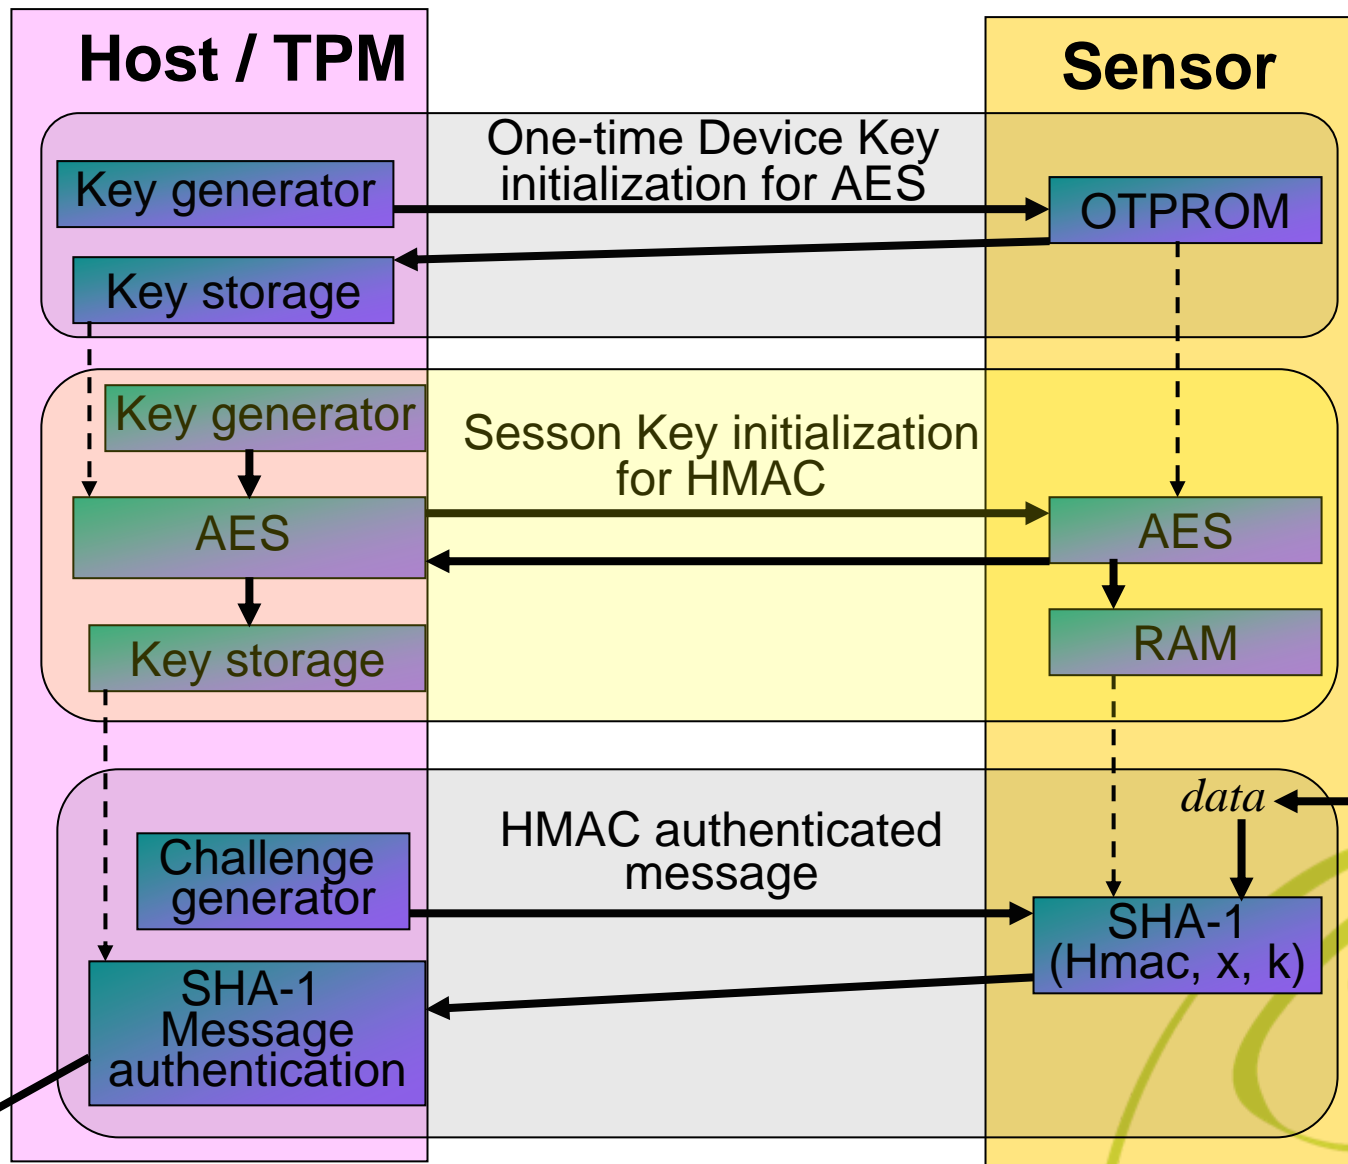 Host / TPM
Sensor
One-time Device Key
initialization for AES
Key generator
OTPROM
Key storage
Key generator
Sesson Key initialization
for HMAC
AES
AES
Key storage
RAM
data
HMAC authenticated
message
Challenge
generator
SHA-1
(Hmac, x, k)
SHA-1
Message
authentication